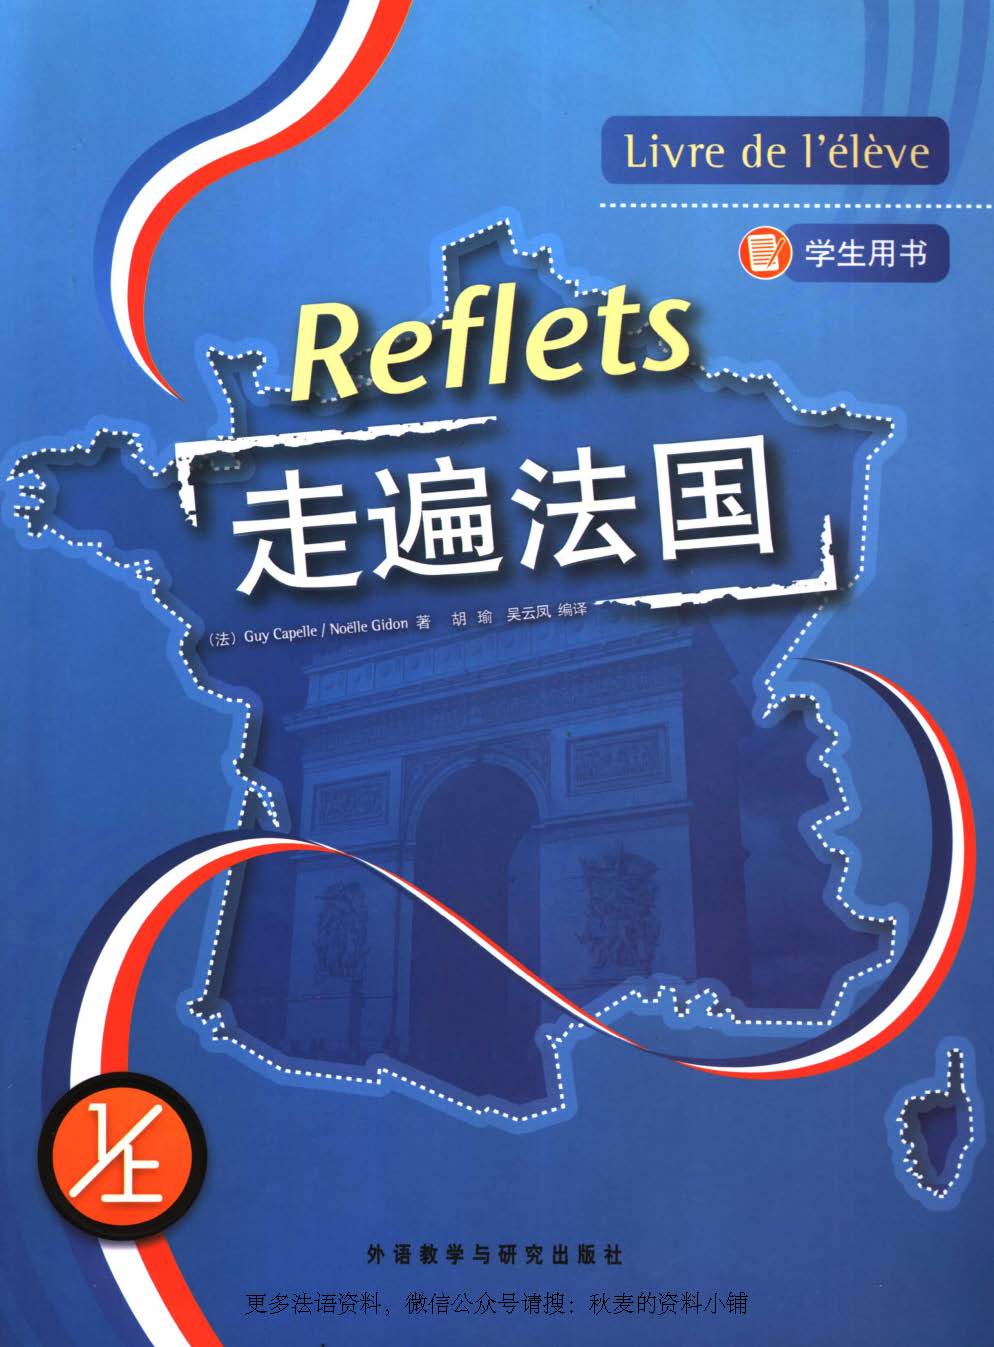 Livre de l'élève
学生用书
Reflets
走遍法国
（法）Guy Capelle / Noëlle Gidon 著 胡 瑜 吴云凤 编译
1/上
外语教学与研究出版社
更多法语资料，微信公众号请搜：秋麦的资料小铺